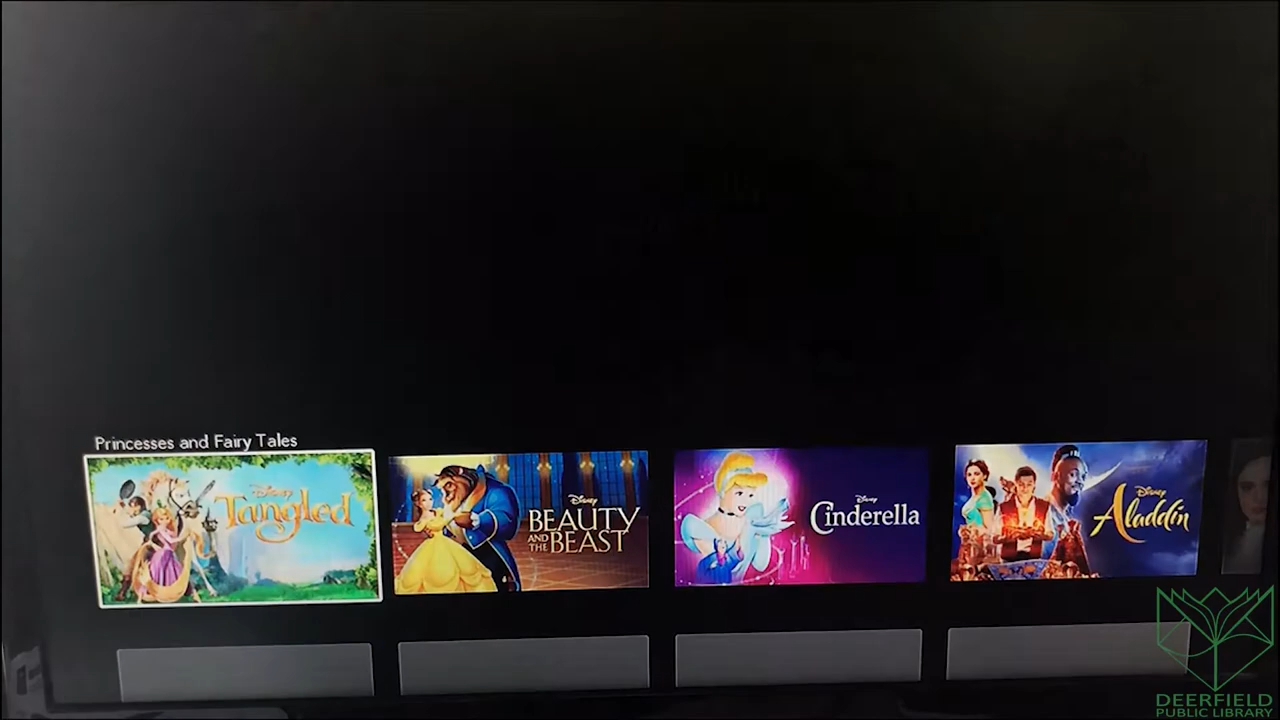 Princesses and Fairy Tales
Disney
Tangled
Disney
BEAUTY
AND THE BEAST
Disney
Cinderella
Disney
Aladdin
DEERFIELD
PUBLIC LIBRARY